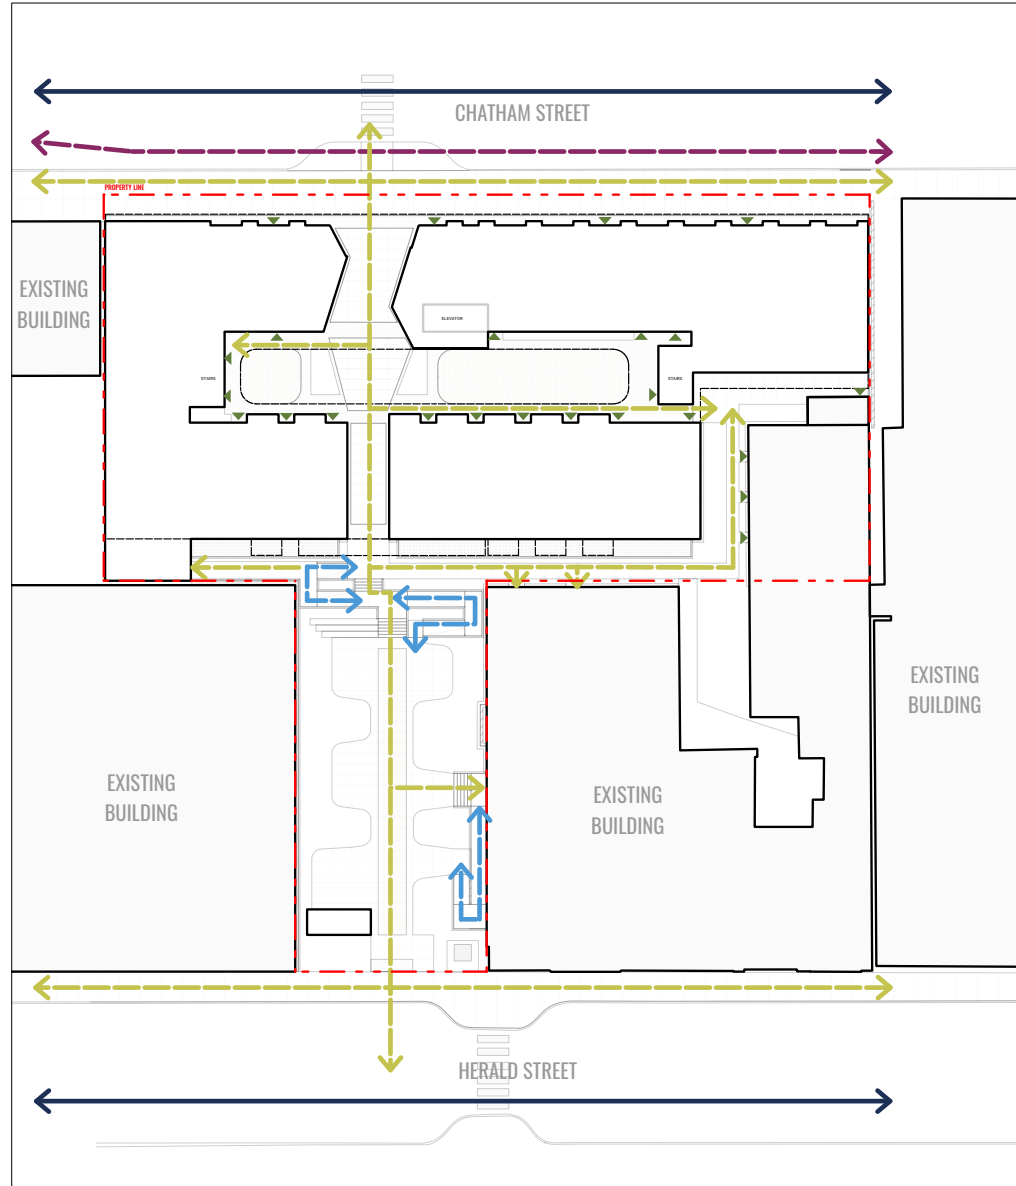 CHATHAM STREET
PROPERTY LINE
EXISTING
BUILDING
ELEVATOR
STAIRS
STAIRS
EXISTING
BUILDING
EXISTING
BUILDING
EXISTING
BUILDING
HERALD STREET